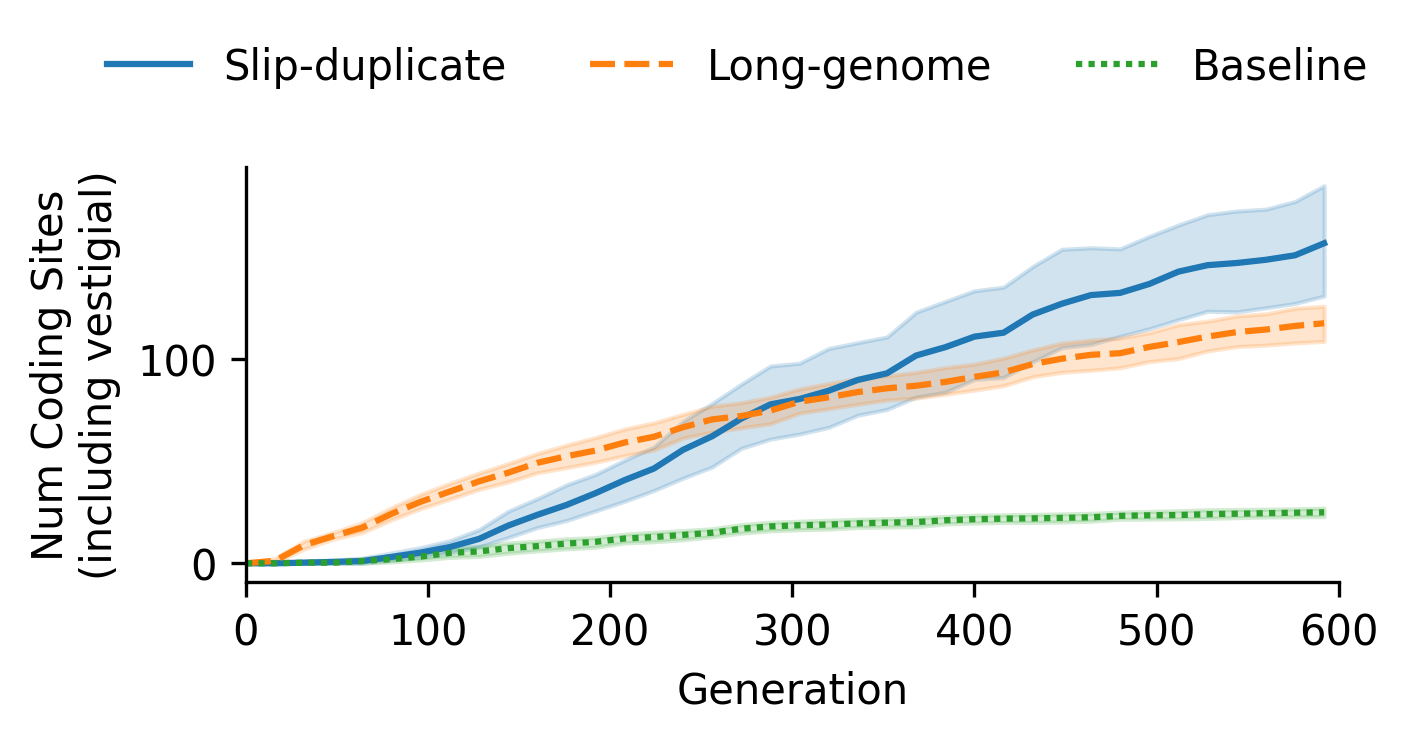 Slip-duplicate Long-genome Baseline
Num Coding Sites
(including vestigial)
100
0
0 100 200 300 400 500 600
Generation